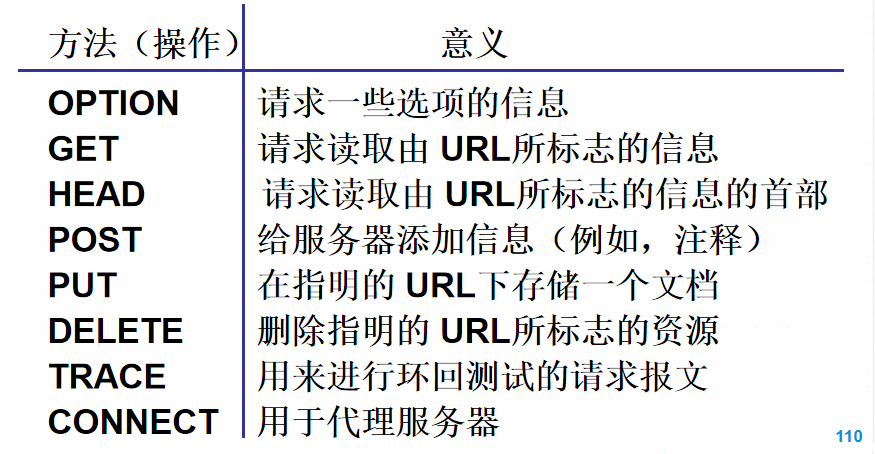 方法（操作） 意义
OPTION 请求一些选项的信息
GET 请求读取由 URL所标志的信息
HEAD 请求读取由 URL所标志的信息的首部
POST 给服务器添加信息（例如，注释）
PUT 在指明的 URL下存储一个文档
DELETE 删除指明的 URL所标志的资源
TRACE 用来进行环回测试的请求报文
CONNECT 用于代理服务器
110